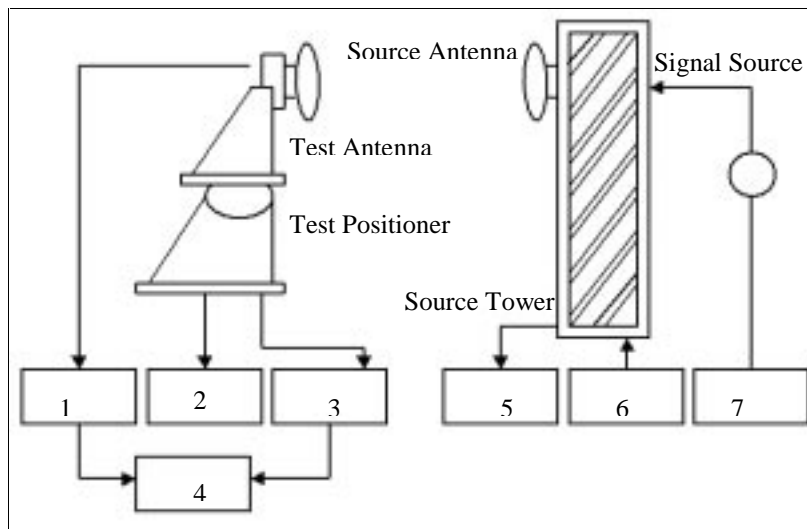 Source Antenna
Signal Source
Test Antenna
Test Positioner
Source Tower
1
2
3
5
6
7
4